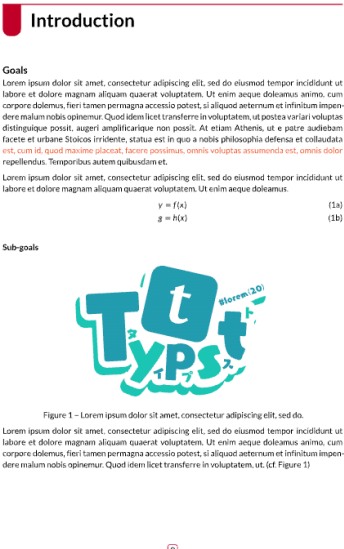 Introduction
Goals
Lorem ipsum dolor sit amet, consectetur adipiscing elit, sed do eiusmod tempor incididunt ut
labore et dolore magnam aliquam quaerat voluptatem. Ut enim aeque doleamus animo, cum
corpore dolemus, fieri tamen permagna accessio potest, si aliquod aeternum et infinitum impen-
dere malum nobis opinemur. Quod idem licet transferre in voluptatem, ut postea variari voluptas
distinguique possit, augeri amplificarique non possit. At etiam Athenis, ut e patre audiebam
facete et urbane Stoicos irridente, statua est in quo a nobis philosophia defensa et collaudata
est, cum id, quod maxime placeat, facere possimus, omnis voluptas assumenda est, omnis dolor
repellendus. Temporibus autem quibusdam et.
Lorem ipsum dolor sit amet, consectetur adipiscing elit, sed do eiusmod tempor incididunt ut
labore et dolore magnam aliquam quaerat voluptatem. Ut enim aeque doleamus.
y = f(x) (1a)
g = h(x) (1b)
Sub-goals
t
Blorem(20)
Typst
タイプスト
Figure 1 – Lorem ipsum dolor sit amet, consectetur adipiscing elit, sed do.
Lorem ipsum dolor sit amet, consectetur adipiscing elit, sed do eiusmod tempor incididunt ut
labore et dolore magnam aliquam quaerat voluptatem. Ut enim aeque doleamus animo, cum
corpore dolemus, fieri tamen permagna accessio potest, si aliquod aeternum et infinitum impen-
dere malum nobis opinemur. Quod idem licet transferre in voluptatem, ut. (cf. Figure 1)